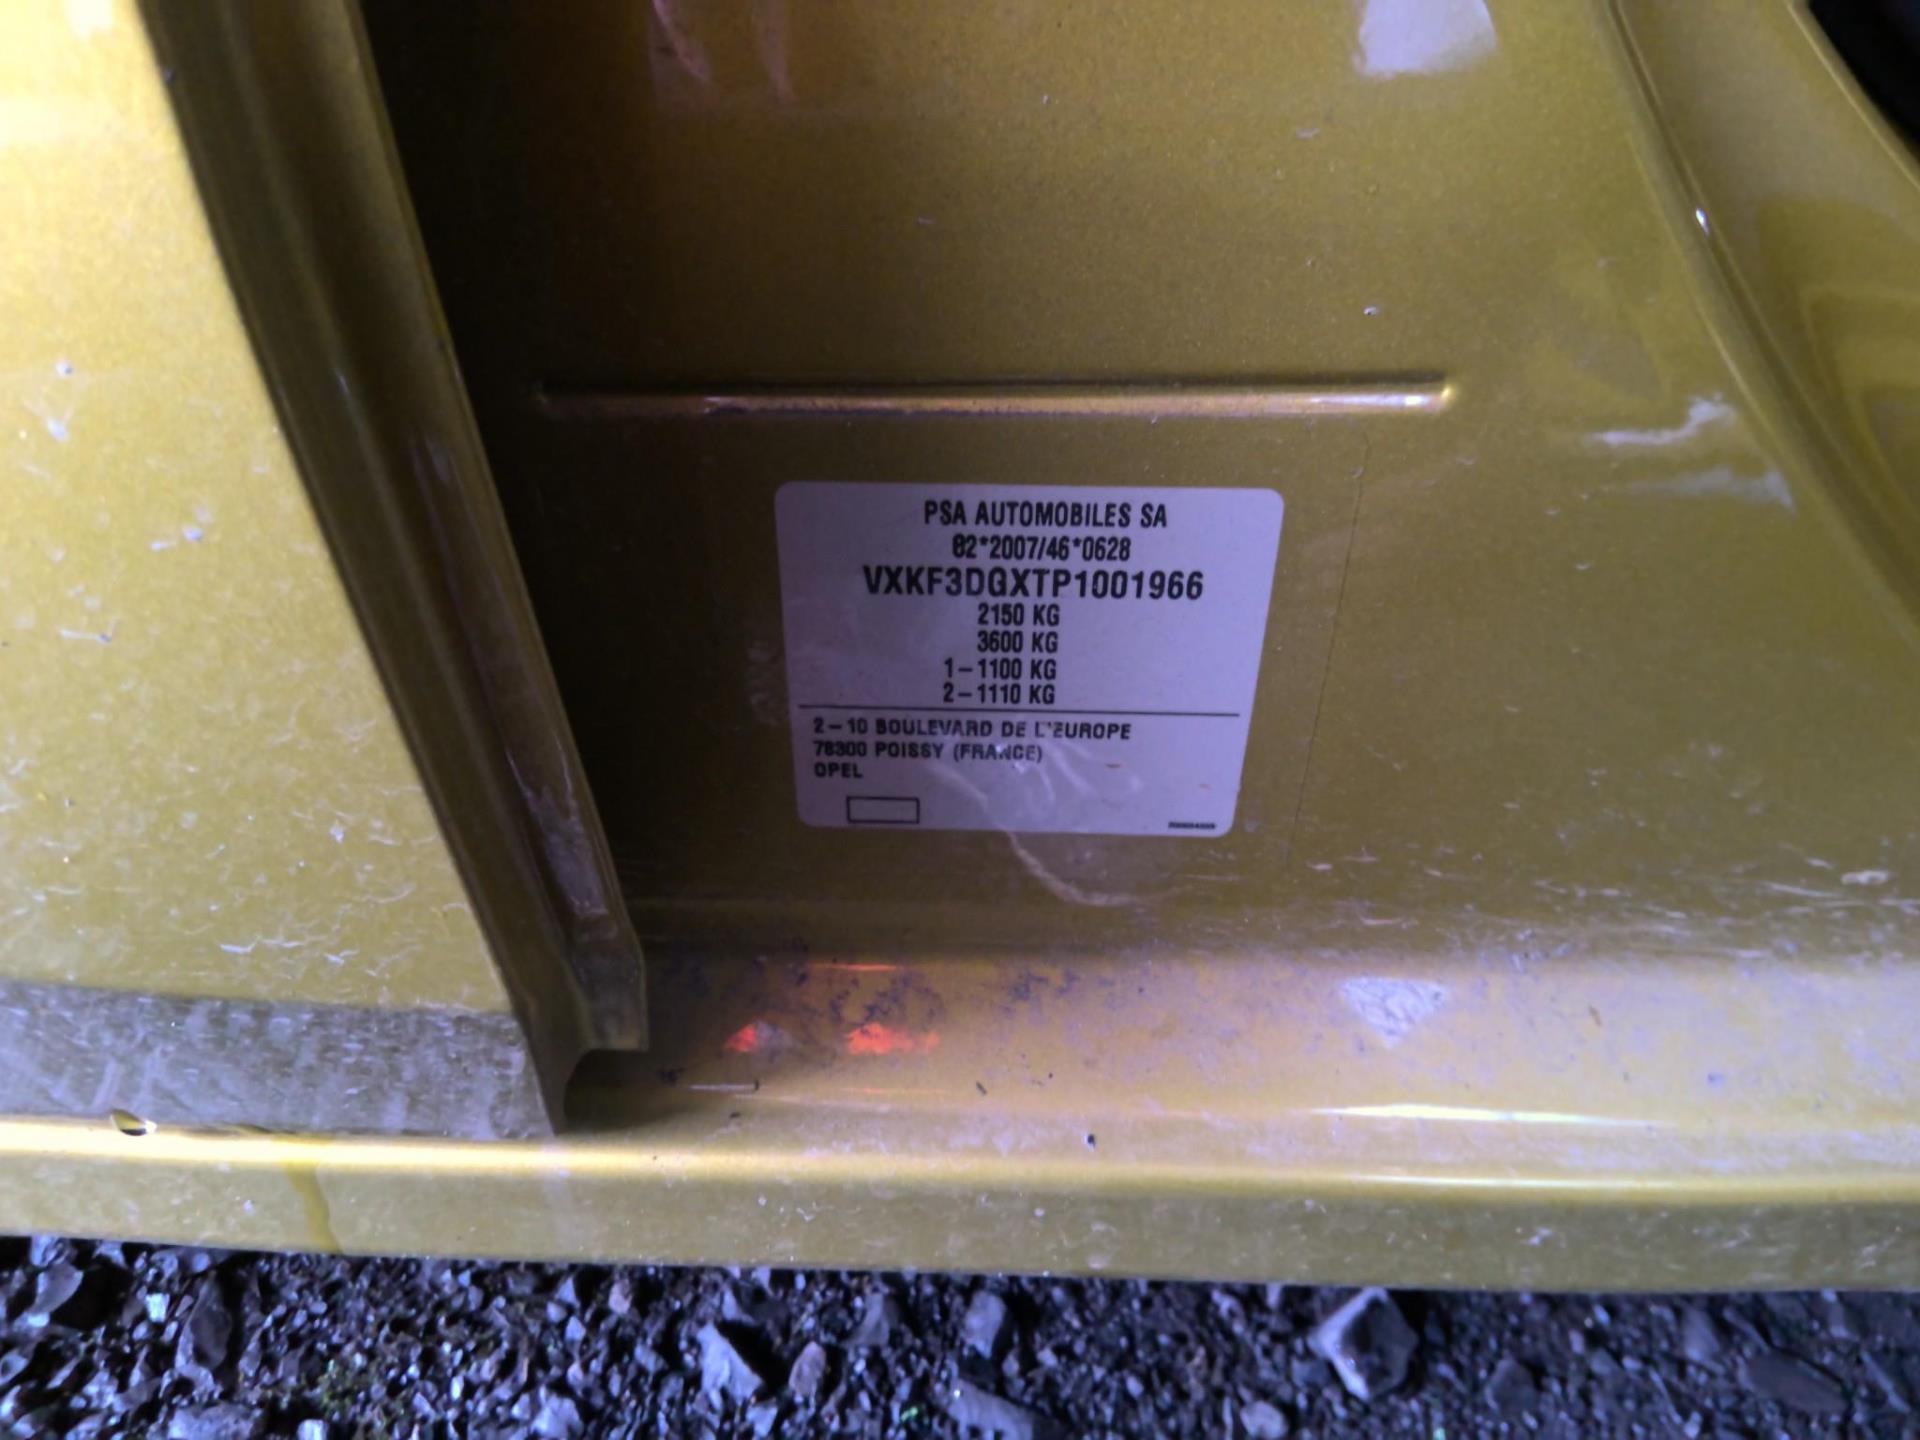 PSA AUTOMOBILES SA
02*2007/46*0628
VXKF3DGXTP1001966
2150 KG
3600 KG
1-1100 KG
2-1110 KG
2-10 BOULEVARD DE L'EUROPE
78300 POISSY (FRANCE)
OPEL